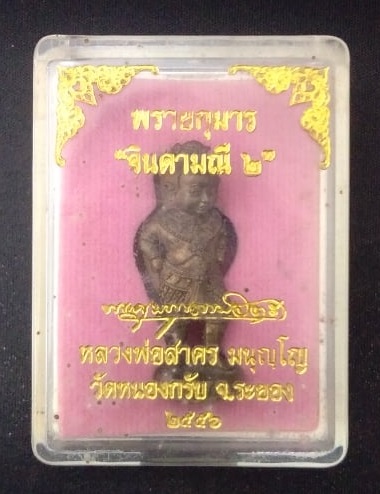 พรายกุมาร
"จินดามณี ๒"
หลวงพ่อสาคร มนุญฺโญ
วัดหนองกรับ จ.ระยอง
๒๕๕๖